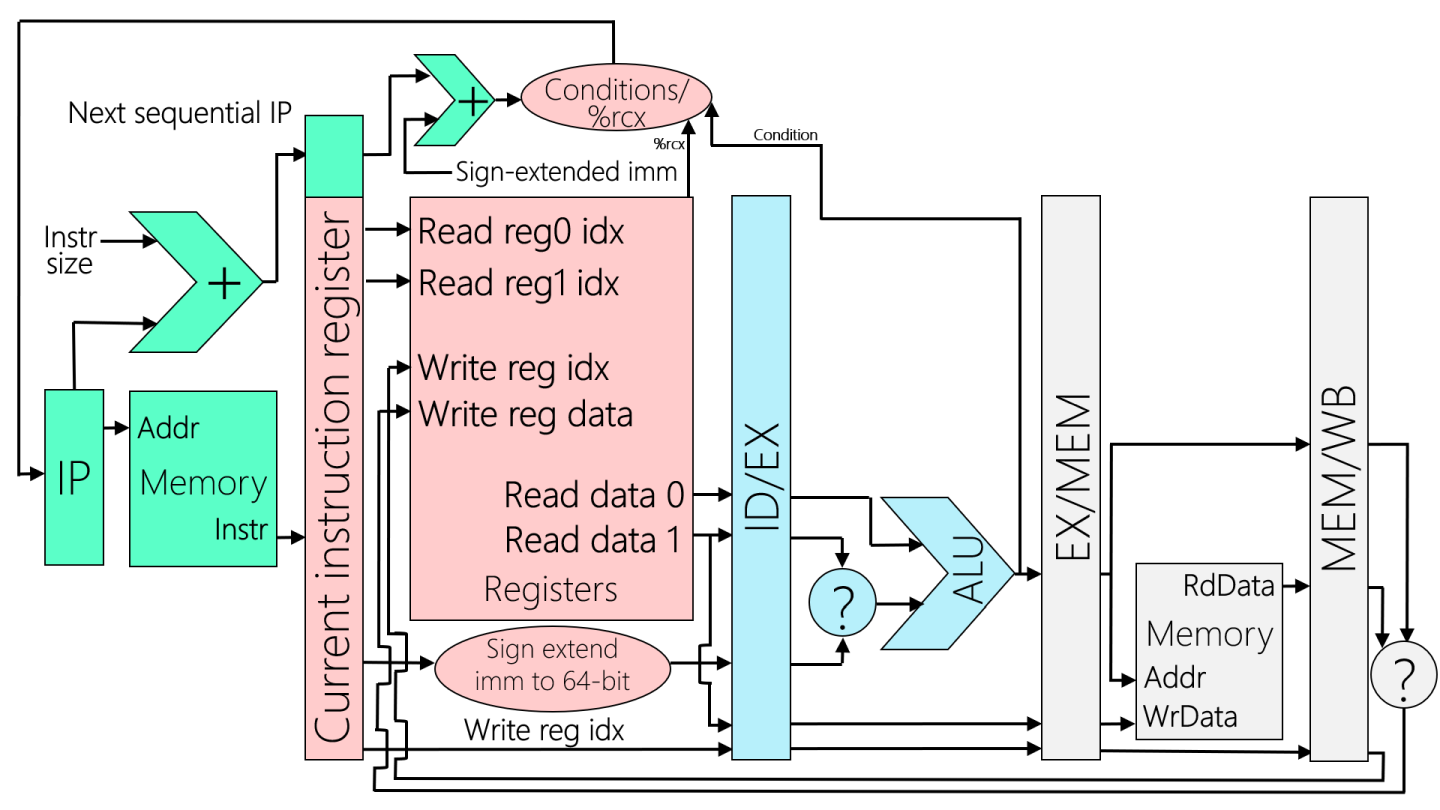 Conditions/
%rcx
Next sequential IP
+
Condition
%rcx
Sign-extended imm
Instr
size
+
Current instruction register
Read reg0 idx
Read reg1 idx
Write reg idx
Write reg data
Read data 0
Read data 1
Registers
IP
Addr
Memory
Instr
Sign extend
imm to 64-bit
Write reg idx
ID/EX
?
ALU
EX/MEM
RdData
Memory
Addr
WrData
MEM/WB
?